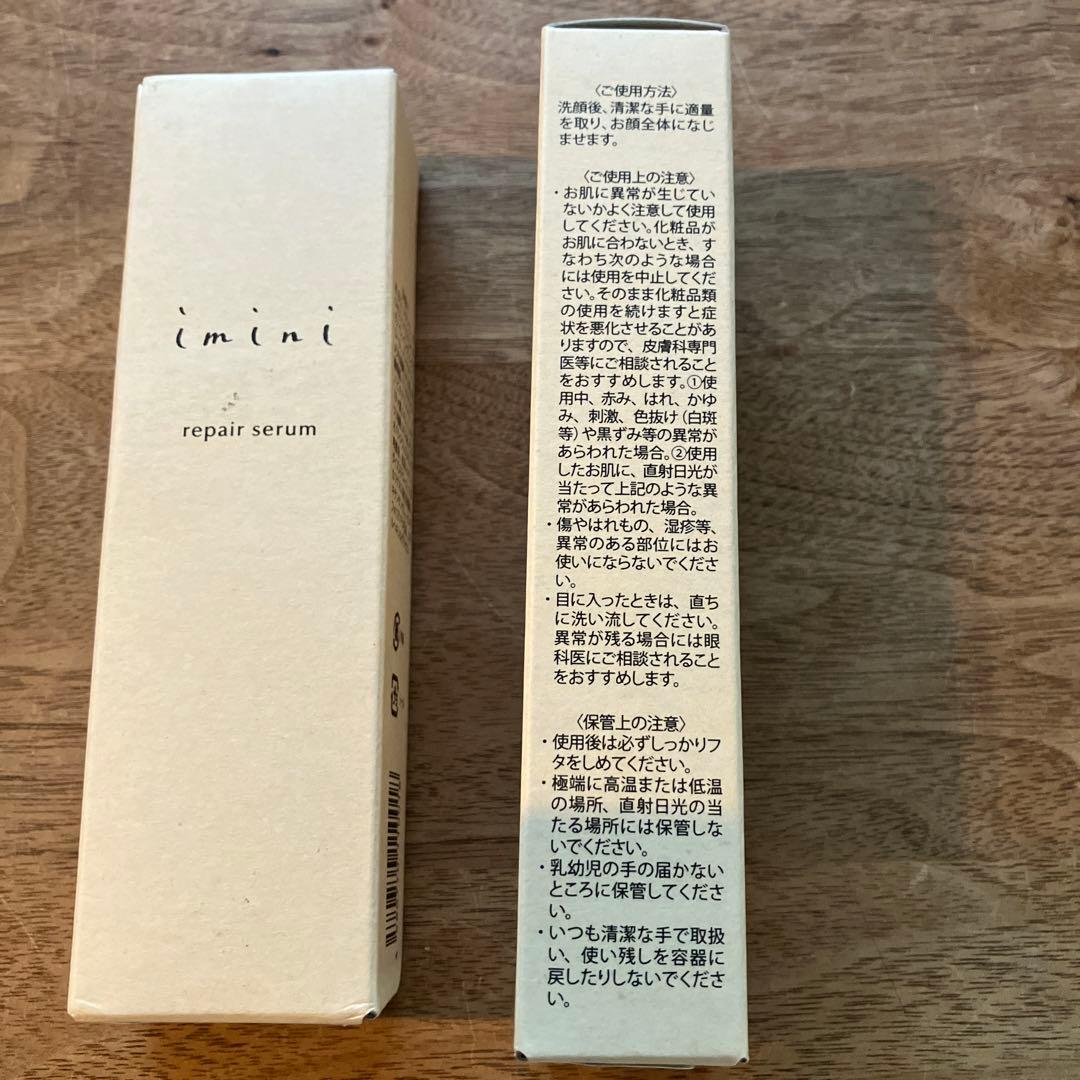 imini
repair serum
〈ご使用方法〉
洗顔後、清潔な手に適量
を取り、お顔全体になじ
ませます。
〈ご使用上の注意〉
・お肌に異常が生じてい
ないかよく注意して使用
してください。化粧品が
お肌に合わないとき、す
なわち次のような場合
には使用を中止してくだ
さい。そのまま化粧品類
の使用を続けますと症
状を悪化させることがあ
りますので、皮膚科専門
医等にご相談されること
をおすすめします。①使
用中、赤み、はれ、かゆ
み、刺激、色抜け（白斑
等）や黒ずみ等の異常が
あらわれた場合。②使用
したお肌に、直射日光が
当たって上記のような異
常があらわれた場合。
・傷やはれもの、湿疹等、
異常のある部位にはお
使いにならないでくださ
い。
・目に入ったときは、直ち
に洗い流してください。
異常が残る場合には眼
科医にご相談されること
をおすすめします。
〈保管上の注意〉
・使用後は必ずしっかりフ
タをしめてください。
・極端に高温または低温
の場所、直射日光の当
たる場所には保管しな
いでください。
・乳幼児の手の届かない
ところに保管してくださ
い。
・いつも清潔な手で取扱
い、使い残しを容器に
戻したりしないでくださ
い。